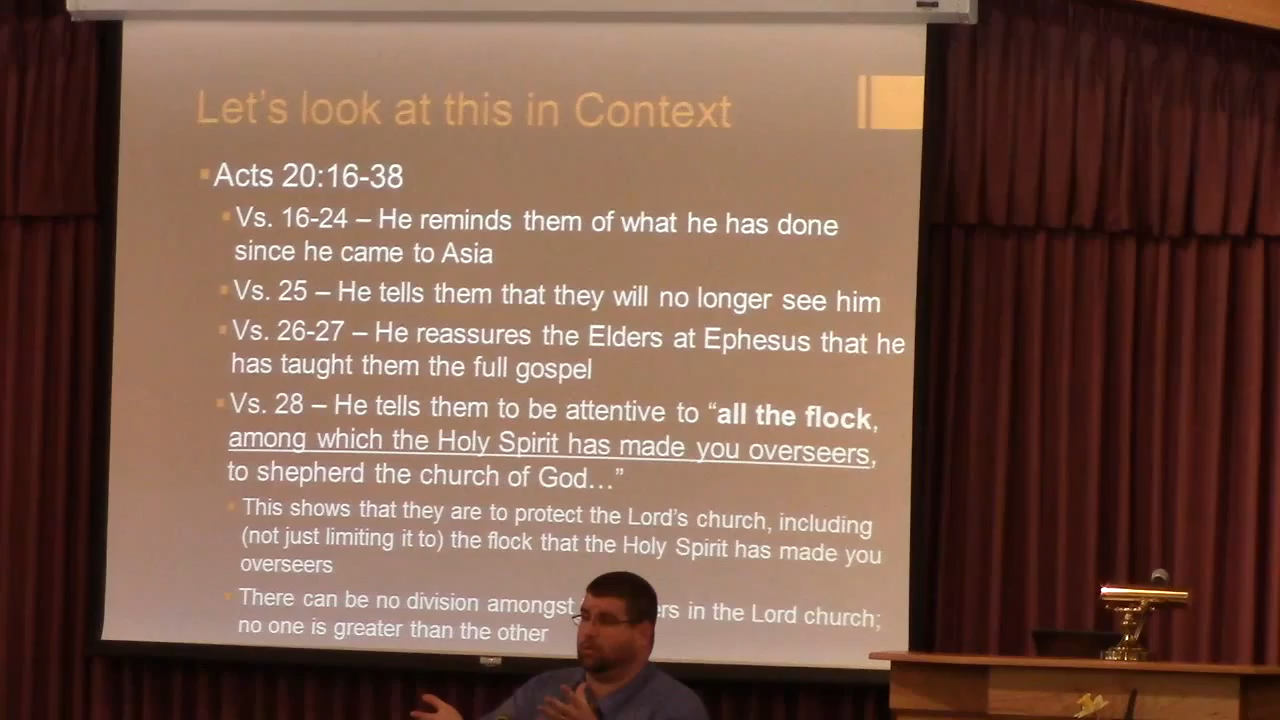 Let's look at this in Context
Acts 20:16-38
Vs. 16-24 – He reminds them of what he has done
since he came to Asia
Vs. 25 – He tells them that they will no longer see him
Vs. 26-27 – He reassures the Elders at Ephesus that he
has taught them the full gospel
Vs. 28 – He tells them to be attentive to “all the flock,
among which the Holy Spirit has made you overseers,
to shepherd the church of God…”
This shows that they are to protect the Lord's church, including
(not just limiting it to) the flock that the Holy Spirit has made you
overseers
There can be no division amongst in the Lord church;
no one is greater than the other